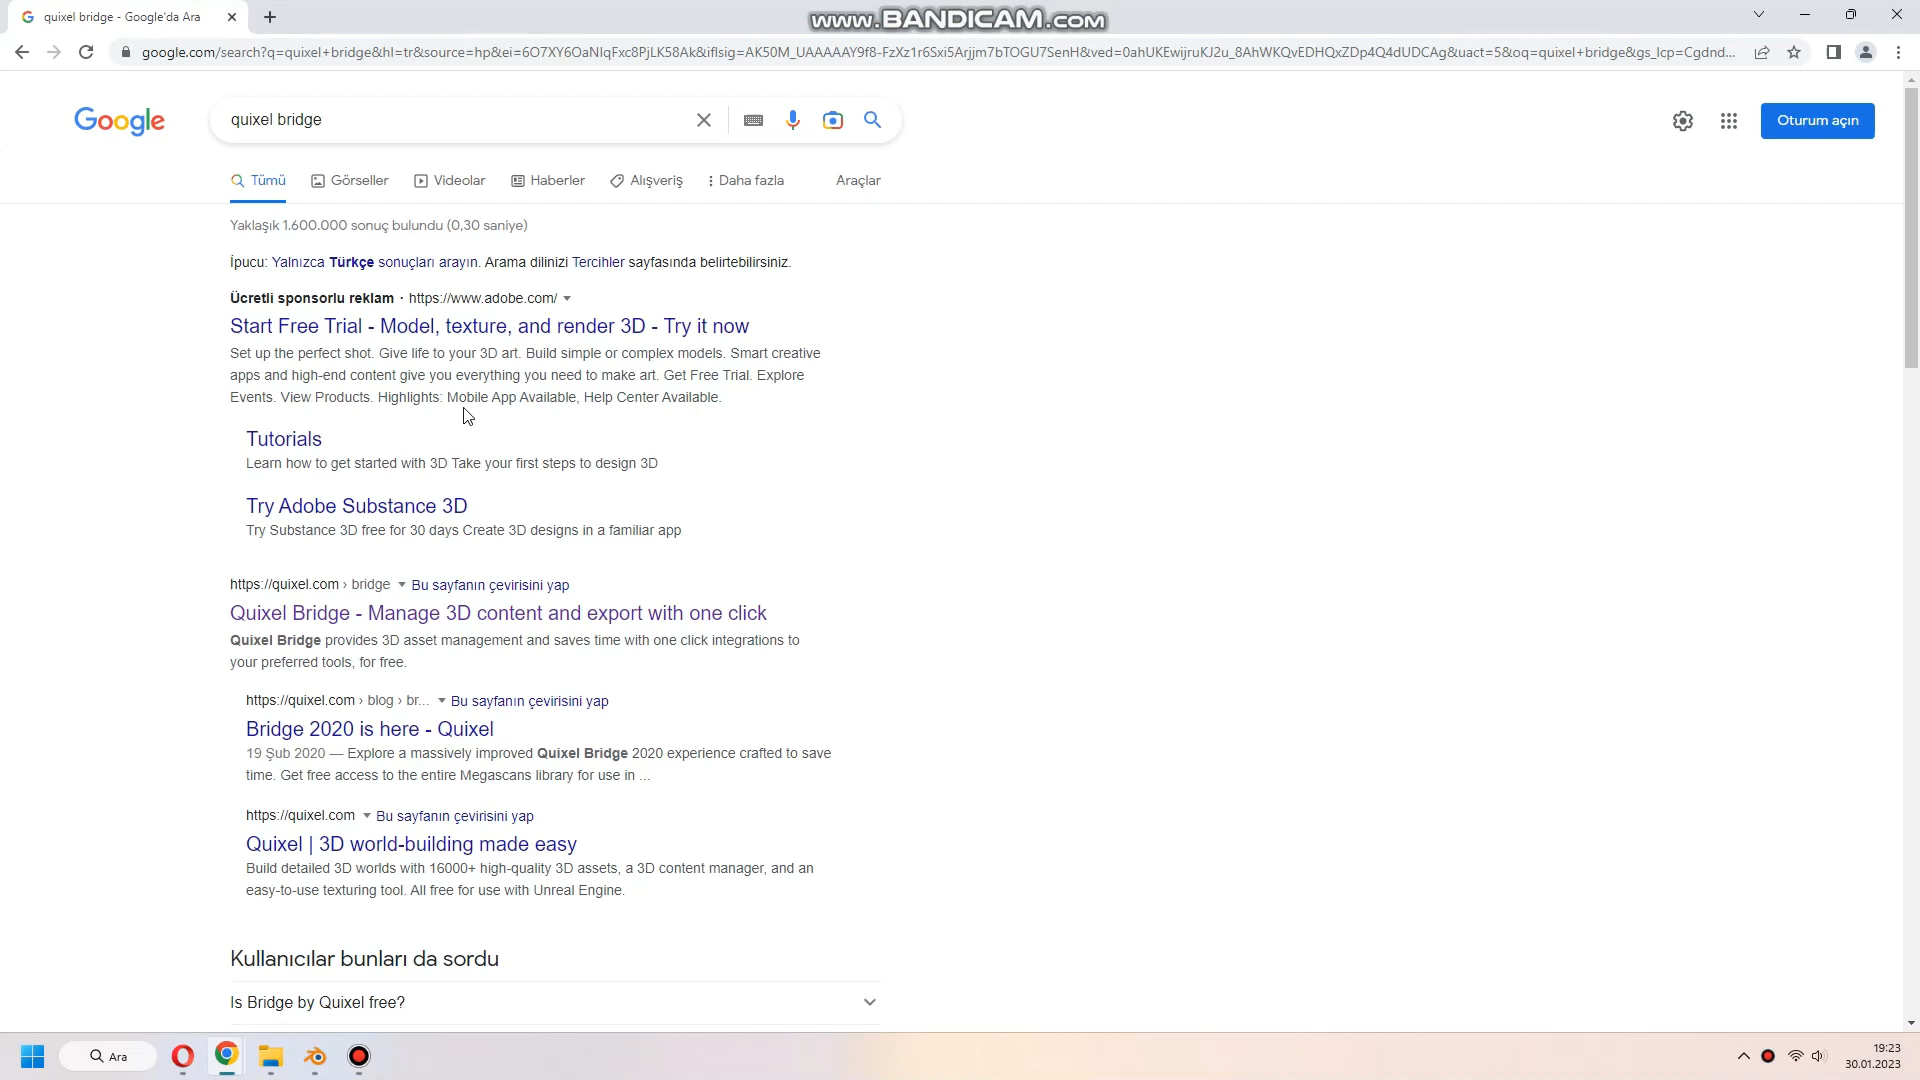 quixel bridge - Google'da Ara
www.BANDICAM.com
google.com/search?q=quixel+bridge&hl=tr&source=hp&ei=6O7XY6OaNIqFxc8PjLK58Ak&iflsig=AK50M_UAAAAAY9f8-FzXz1r6Sxi5Arjjm7bTOGU7SenH&ved=0ahUKEwijruKJ2u_8AhWKQvEDHQxZDp4Q4dUDCAg&uact=5&oq=quixel+bridge&gs_lcp=Cgdnd...
Google
quixel bridge
Oturum açın
Tümü Görseller Videolar Haberler Alışveriş Daha fazla Araçlar
Yaklaşık 1.600.000 sonuç bulundu (0,30 saniye)
İpucu: Yalnızca Türkçe sonuçları arayın. Arama dilinizi Tercihler sayfasında belirtebilirsiniz.
Ücretli sponsorlu reklam · https://www.adobe.com/
Start Free Trial - Model, texture, and render 3D - Try it now
Set up the perfect shot. Give life to your 3D art. Build simple or complex models. Smart creative
apps and high-end content give you everything you need to make art. Get Free Trial. Explore
Events. View Products. Highlights: Mobile App Available, Help Center Available.
Tutorials
Learn how to get started with 3D Take your first steps to design 3D
Try Adobe Substance 3D
Try Substance 3D free for 30 days Create 3D designs in a familiar app
https://quixel.com › bridge Bu sayfanın çevirisini yap
Quixel Bridge - Manage 3D content and export with one click
Quixel Bridge provides 3D asset management and saves time with one click integrations to
your preferred tools, for free.
https://quixel.com › blog › br... Bu sayfanın çevirisini yap
Bridge 2020 is here - Quixel
19 Şub 2020 — Explore a massively improved Quixel Bridge 2020 experience crafted to save
time. Get free access to the entire Megascans library for use in ...
https://quixel.com Bu sayfanın çevirisini yap
Quixel | 3D world-building made easy
Build detailed 3D worlds with 16000+ high-quality 3D assets, a 3D content manager, and an
easy-to-use texturing tool. All free for use with Unreal Engine.
Kullanıcılar bunları da sordu
Is Bridge by Quixel free?
Ara
19:23
30.01.2023